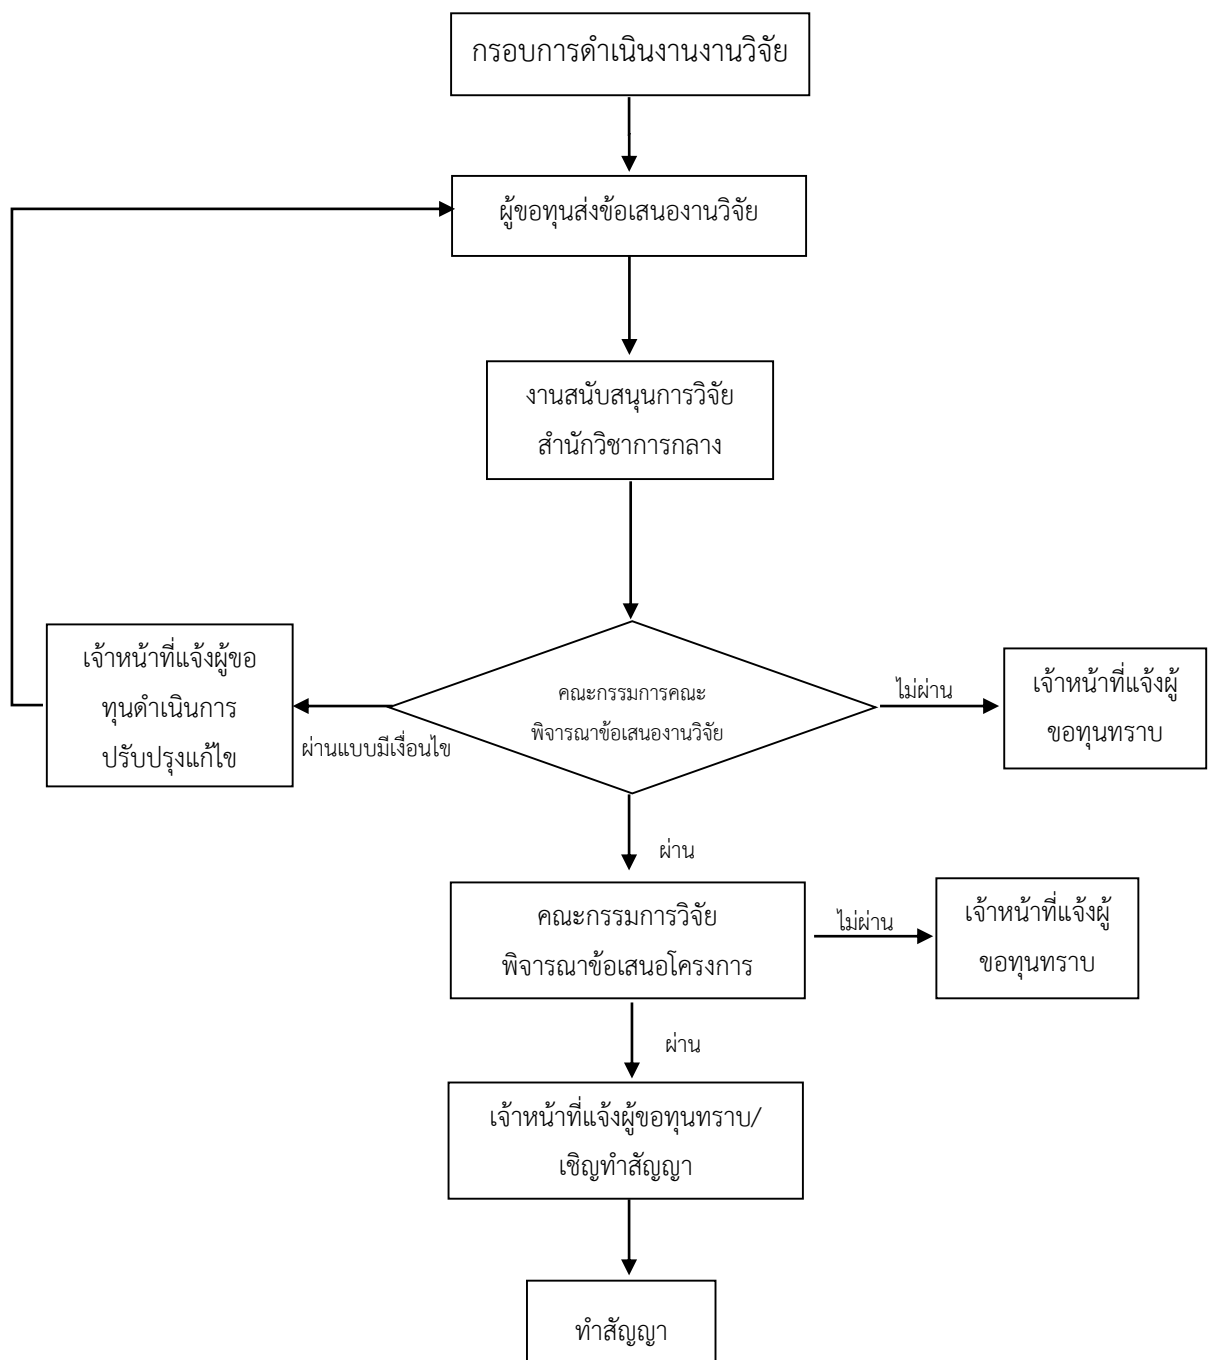 กรอบการดำเนินงานงานวิจัย
ผู้ขอทุนส่งข้อเสนองานวิจัย
งานสนับสนุนการวิจัย
สำนักวิชาการกลาง
เจ้าหน้าที่แจ้งผู้ขอ
ทุนดำเนินการ
ปรับปรุงแก้ไข
ผ่านแบบมีเงื่อนไข
คณะกรรมการคณะ
พิจารณาข้อเสนองานวิจัย
ไม่ผ่าน
เจ้าหน้าที่แจ้งผู้
ขอทุนทราบ
ผ่าน
คณะกรรมการวิจัย
พิจารณาข้อเสนอโครงการ
ไม่ผ่าน
เจ้าหน้าที่แจ้งผู้
ขอทุนทราบ
ผ่าน
เจ้าหน้าที่แจ้งผู้ขอทุนทราบ/
เชิญทำสัญญา
ทำสัญญา